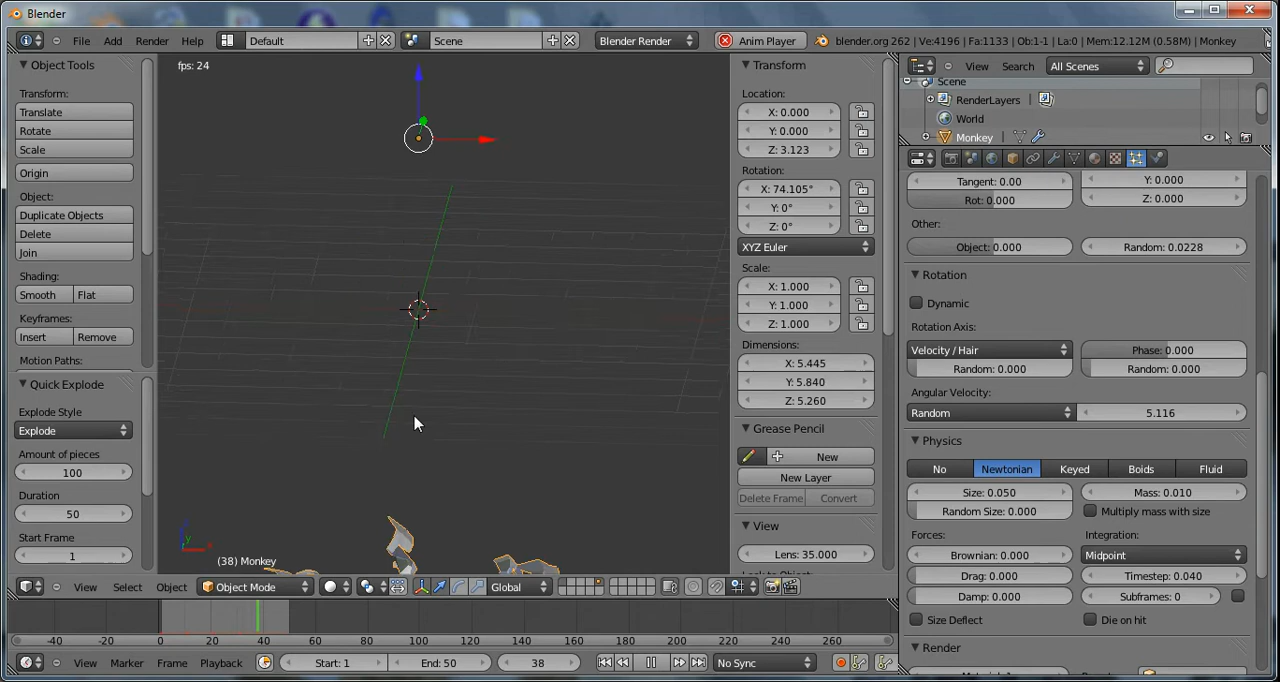 Blender
File Add Render Help Default Scene Blender Render Anim Player blender.org 262 | Ve:4196 | Fa:1133 | Ob:1-1 | La:0 | Mem:12.12M (0.58M) | Monkey
Object Tools
Transform:
Translate
Rotate
Scale
Origin
Object:
Duplicate Objects
Delete
Join
Shading:
Smooth Flat
Keyframes:
Insert Remove
Motion Paths:
Quick Explode
Explode Style
Explode
Amount of pieces
100
Duration
50
Start Frame
1
fps: 24
(38) Monkey
Transform
Location:
X: 0.000
Y: 0.000
Z: 3.123
Rotation:
X: 74.105°
Y: 0°
Z: 0°
XYZ Euler
Scale:
X: 1.000
Y: 1.000
Z: 1.000
Dimensions:
X: 5.445
Y: 5.840
Z: 5.260
Grease Pencil
New
New Layer
Delete Frame Convert
View
Lens: 35.000
View Search All Scenes
Scene
RenderLayers
World
Monkey
Tangent: 0.00 Y: 0.000
Rot: 0.000 Z: 0.000
Other:
Object: 0.000 Random: 0.0228
Rotation
Dynamic
Rotation Axis:
Velocity / Hair Phase: 0.000
Random: 0.000 Random: 0.000
Angular Velocity:
Random 5.116
Physics
No Newtonian Keyed Boids Fluid
Size: 0.050 Mass: 0.010
Random Size: 0.000 Multiply mass with size
Forces: Integration:
Brownian: 0.000 Midpoint
Drag: 0.000 Timestep: 0.040
Damp: 0.000 Subframes: 0
Size Deflect Die on hit
Render
View Select Object Object Mode Global
-40 -20 0 20 40 60 80 100 120 140 160 180 200 220 240 260
View Marker Frame Playback Start: 1 End: 50 38 No Sync